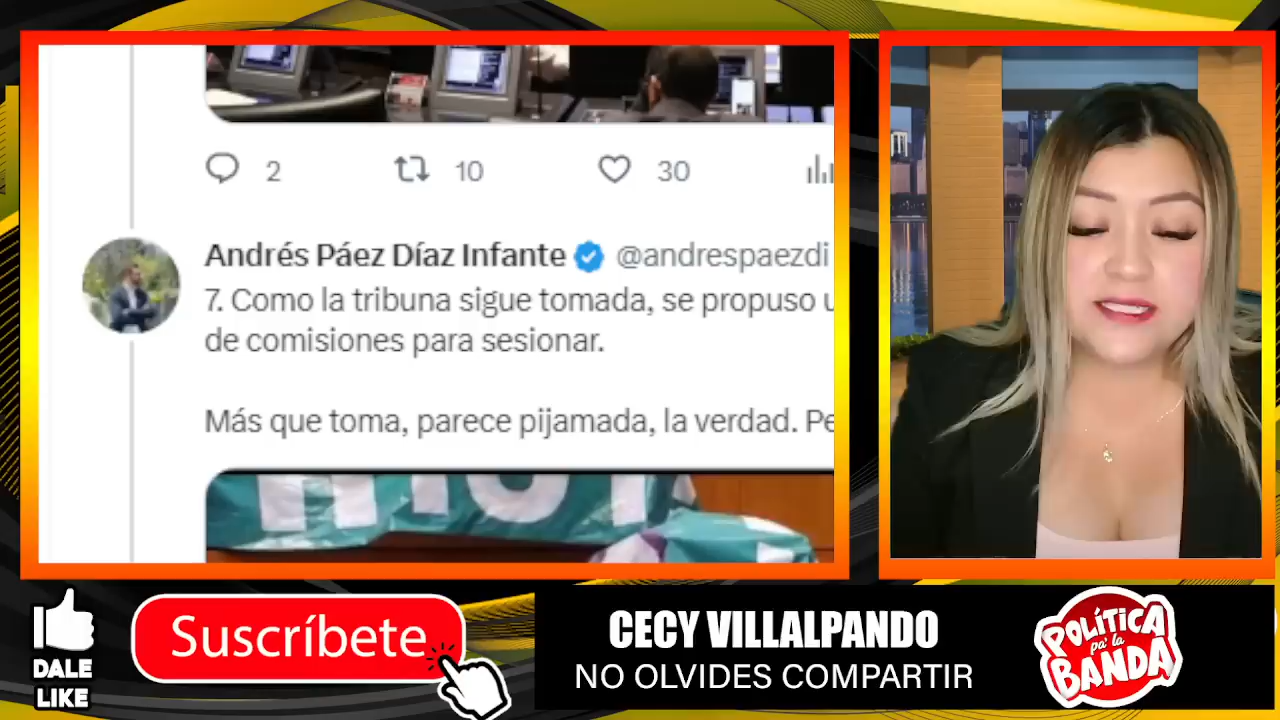 2 10 30
Andrés Páez Díaz Infante @andrespaezdi
7. Como la tribuna sigue tomada, se propuso u
de comisiones para sesionar.
Más que toma, parece pijamada, la verdad. Pe
DALE
LIKE
Suscríbete
CECY VILLALPANDO
NO OLVIDES COMPARTIR
POLÍTICA
pa' la
BANDA